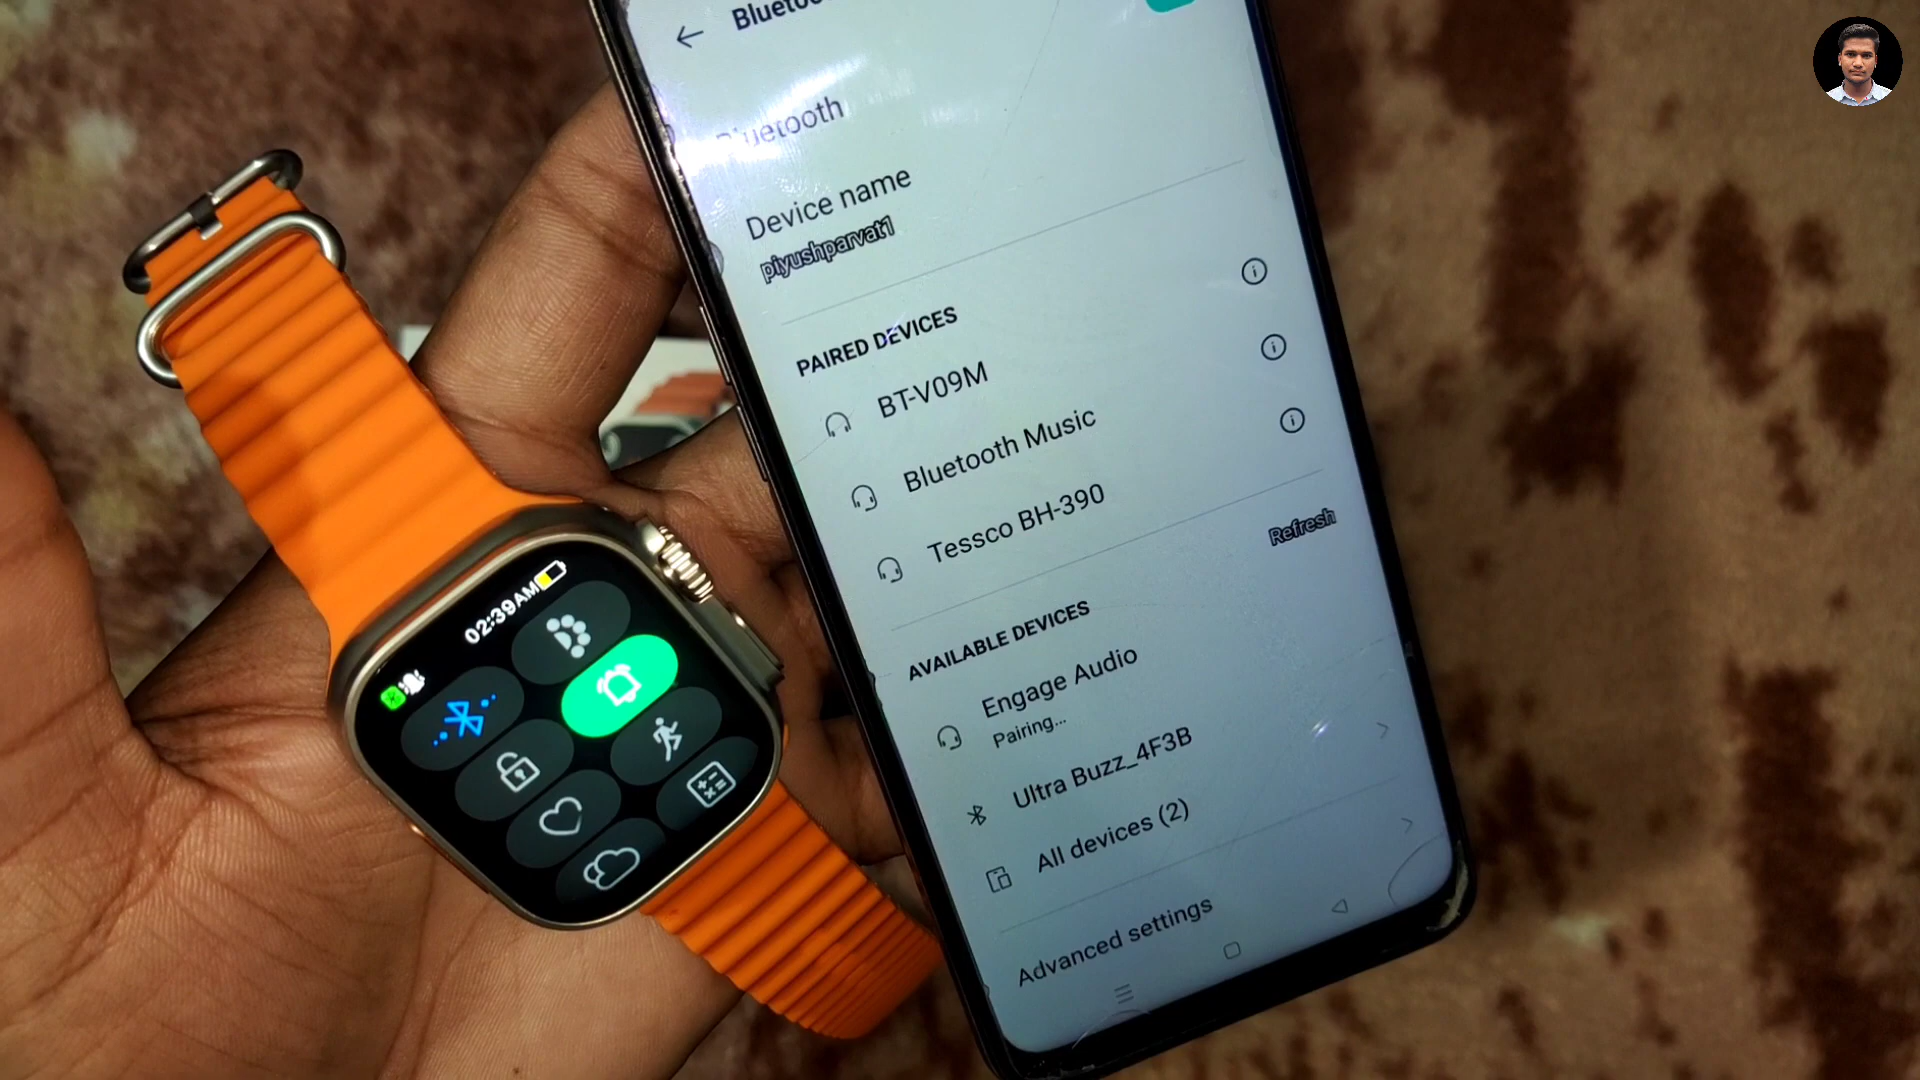 Bluetooth
Device name
piyushparvat1
PAIRED DEVICES
BT-V09M
Bluetooth Music
Tessco BH-390
Refresh
AVAILABLE DEVICES
Engage Audio
Pairing...
Ultra Buzz_4F3B
All devices (2)
Advanced settings
02:39AM